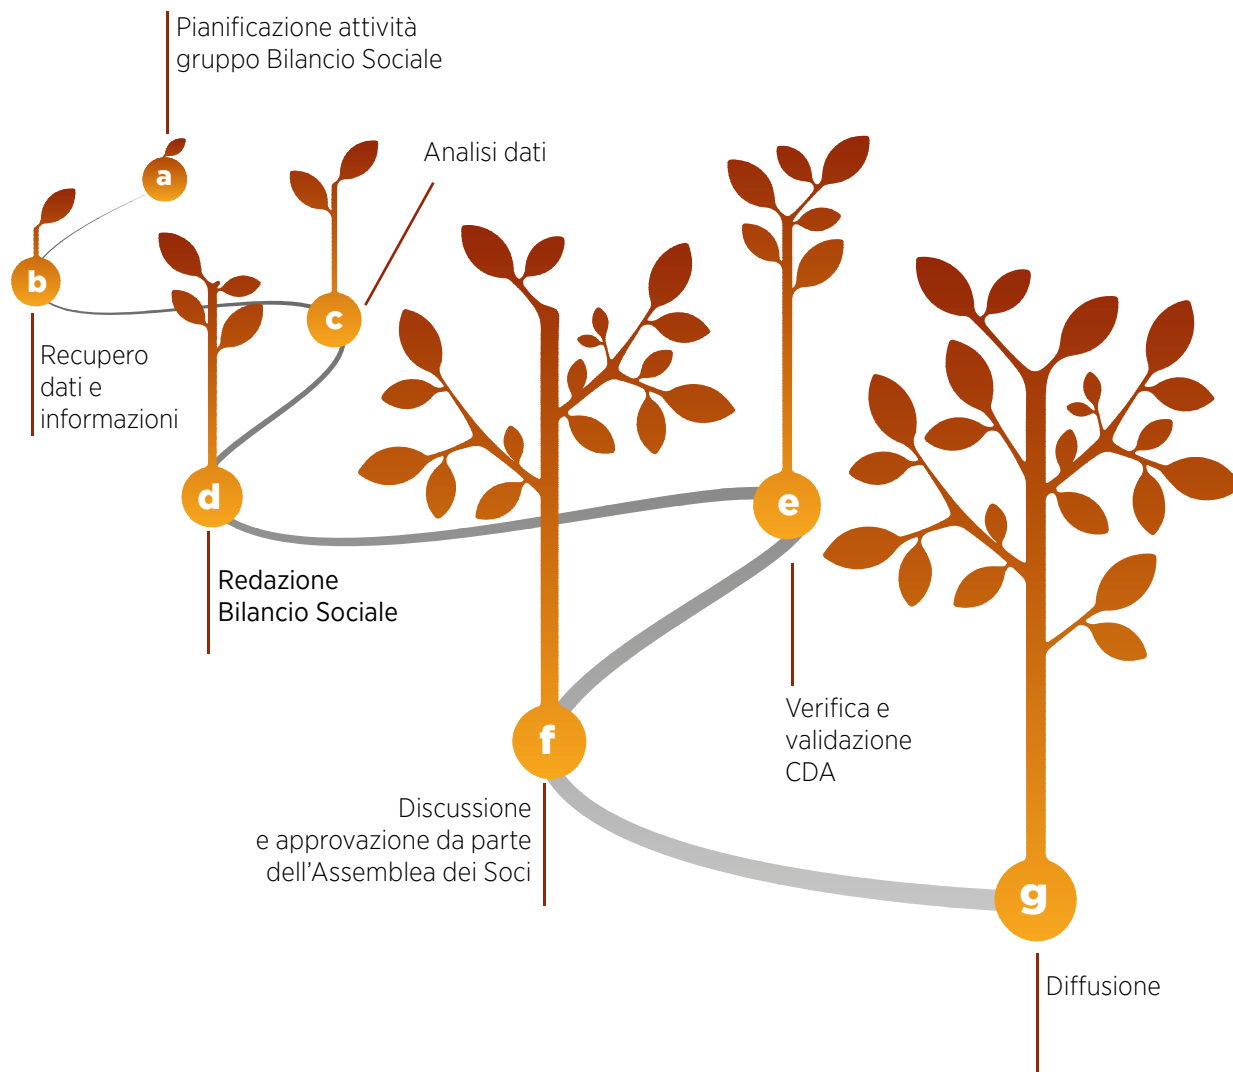 Pianificazione attività
gruppo Bilancio Sociale
a
b
Recupero
dati e
informazioni
c
Analisi dati
d
Redazione
Bilancio Sociale
e
Verifica e
validazione
CDA
f
Discussione
e approvazione da parte
dell’Assemblea dei Soci
g
Diffusione